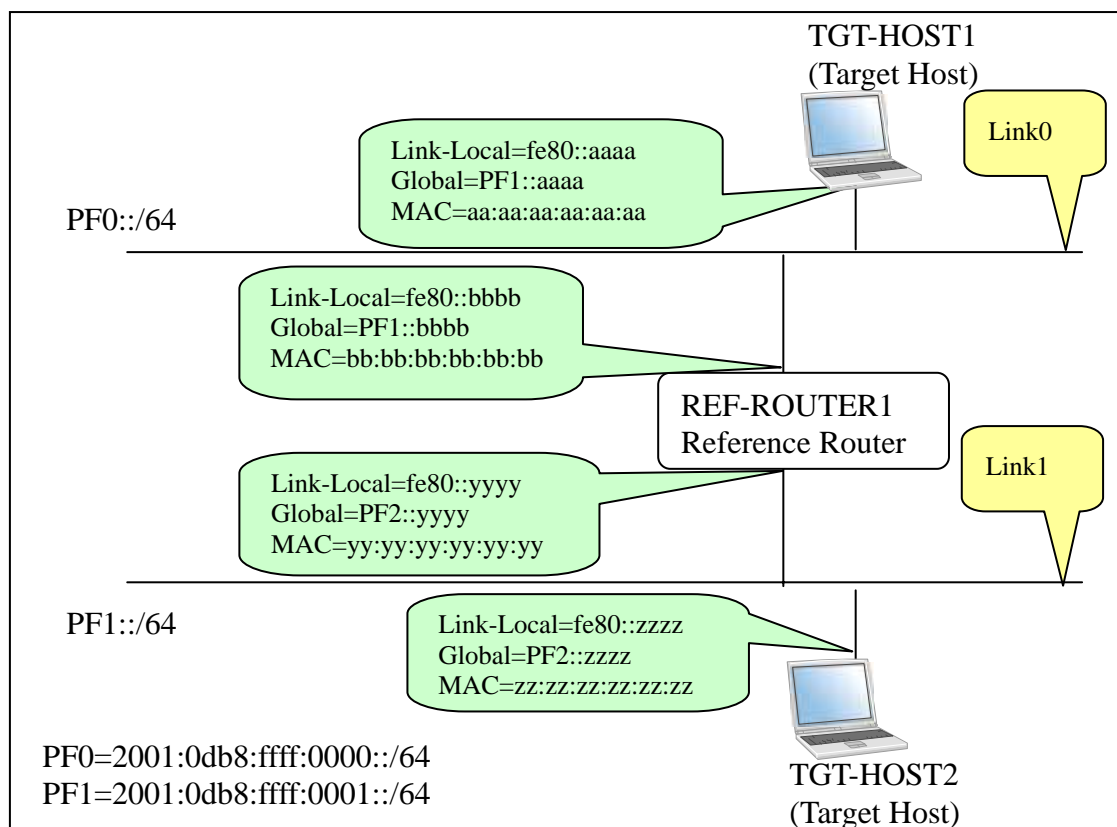 TGT-HOST1
(Target Host)
Link0
Link-Local=fe80::aaaa
Global=PF1::aaaa
MAC=aa:aa:aa:aa:aa:aa
PF0::/64
Link-Local=fe80::bbbb
Global=PF1::bbbb
MAC=bb:bb:bb:bb:bb:bb
REF-ROUTER1
Reference Router
Link1
Link-Local=fe80::yyyy
Global=PF2::yyyy
MAC=yy:yy:yy:yy:yy:yy
PF1::/64
Link-Local=fe80::zzzz
Global=PF2::zzzz
MAC=zz:zz:zz:zz:zz:zz
PF0=2001:0db8:ffff:0000::/64
PF1=2001:0db8:ffff:0001::/64
TGT-HOST2
(Target Host)